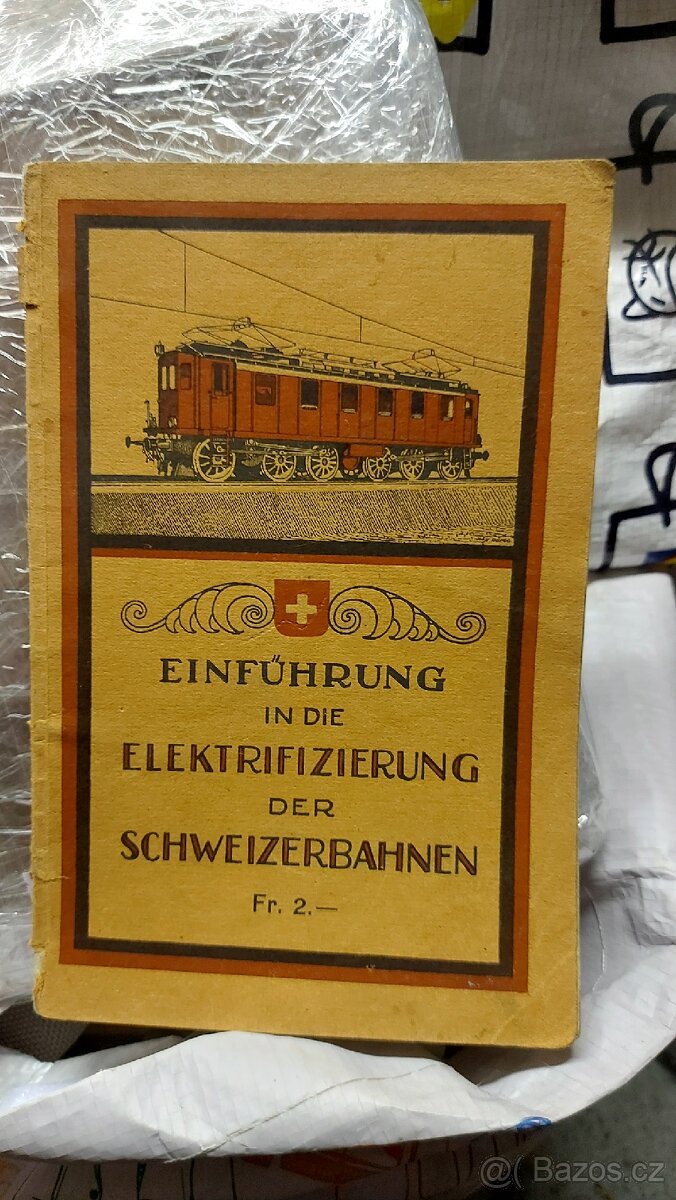 EINFÜHRUNG
IN DIE
ELEKTRIFIZIERUNG
DER
SCHWEIZERBAHNEN
Fr. 2.—
@( Bazos.cz